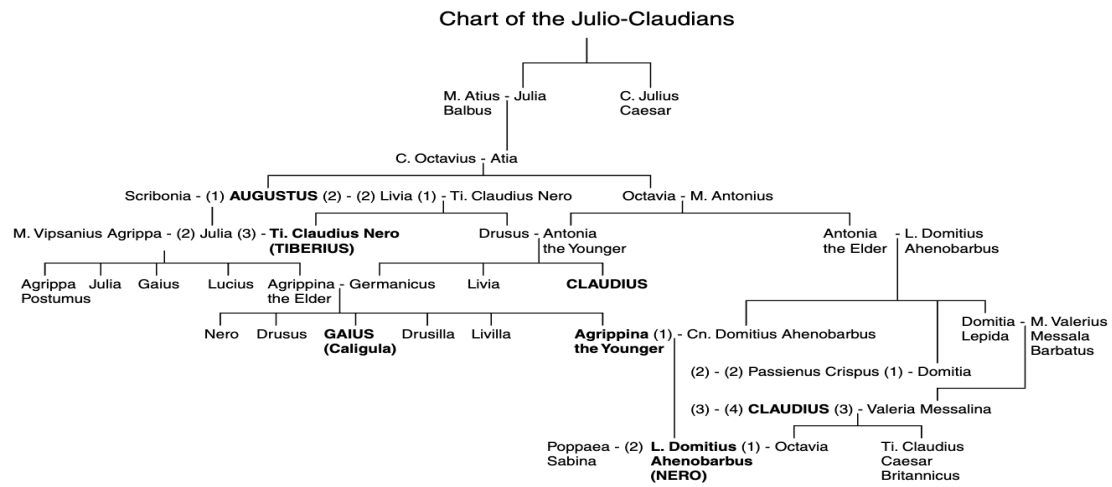 Chart of the Julio-Claudians
M. Atius - Julia
Balbus
C. Julius
Caesar
C. Octavius - Atia
Scribonia - (1) AUGUSTUS (2) - (2) Livia (1) - Ti. Claudius Nero
Octavia - M. Antonius
M. Vipsanius Agrippa - (2) Julia (3) - Ti. Claudius Nero
(TIBERIUS)
Drusus - Antonia
the Younger
Antonia
the Elder
- L. Domitius
Ahenobarbus
Agrippa
Postumus
Julia
Gaius
Lucius
Agrippina - Germanicus
the Elder
Livia
CLAUDIUS
Nero
Drusus
GAIUS
(Caligula)
Drusilla
Livilla
Agrippina (1) - Cn. Domitius Ahenobarbus
the Younger
Domitia - M. Valerius
Lepida
Messala
Barbatus
(2) - (2) Passienus Crispus (1) - Domitia
(3) - (4) CLAUDIUS (3) - Valeria Messalina
Poppaea - (2) L. Domitius (1) - Octavia
Sabina
Ahenobarbus
(NERO)
Ti. Claudius
Caesar
Britannicus